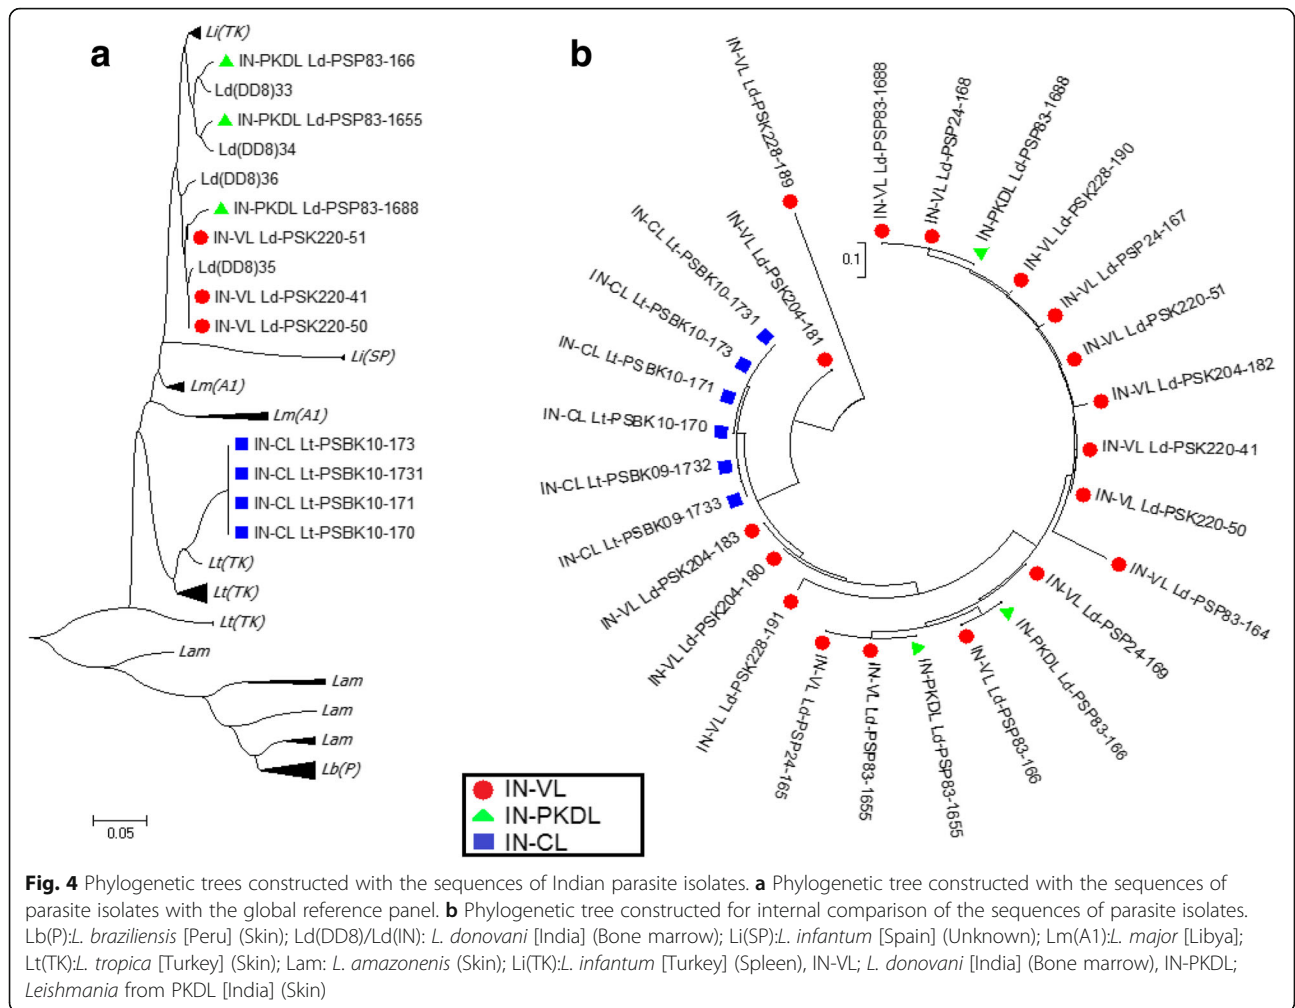 a
Li(TK)
IN-PKDL Ld-PSP83-166
Ld(DD8)33
IN-PKDL Ld-PSP83-1655
Ld(DD8)34
Ld(DD8)36
IN-PKDL Ld-PSP83-1688
IN-VL Ld-PSK220-51
Ld(DD8)35
IN-VL Ld-PSK220-41
IN-VL Ld-PSK220-50
Li(SP)
Lm(A1)
Lm(A1)
IN-CL Lt-PSBK10-173
IN-CL Lt-PSBK10-1731
IN-CL Lt-PSBK10-171
IN-CL Lt-PSBK10-170
Lt(TK)
Lt(TK)
Lt(TK)
Lam
Lam
Lam
Lam
Lb(P)
0.05
b
IN-VL Ld-PSK228-189
IN-VL Ld-PSP83-1688
IN-VL Ld-PSP24-168
IN-PKDL Ld-PSP83-1688
IN-VL Ld-PSK228-190
IN-VL Ld-PSP24-167
IN-VL Ld-PSK220-51
IN-VL Ld-PSK204-182
IN-VL Ld-PSK220-41
IN-VL Ld-PSK220-50
IN-VL Ld-PSP83-164
IN-VL Ld-PSP24-169
IN-PKDL Ld-PSP83-166
IN-VL Ld-PSP83-166
IN-PKDL Ld-PSP83-1655
IN-VL Ld-PSP83-1655
IN-VL Ld-PSP24-165
IN-VL Ld-PSK228-191
IN-VL Ld-PSK204-180
IN-VL Ld-PSK204-183
IN-CL Lt-PSBK09-1733
IN-CL Lt-PSBK09-1732
IN-CL Lt-PSBK10-170
IN-CL Lt-PSBK10-171
IN-CL Lt-PSBK10-173
IN-CL Lt-PSBK10-1731
IN-VL Ld-PSK204-181
0.1
IN-VL
IN-PKDL
IN-CL
Fig. 4 Phylogenetic trees constructed with the sequences of Indian parasite isolates. a Phylogenetic tree constructed with the sequences of
parasite isolates with the global reference panel. b Phylogenetic tree constructed for internal comparison of the sequences of parasite isolates.
Lb(P):L. braziliensis [Peru] (Skin); Ld(DD8)/Ld(IN): L. donovani [India] (Bone marrow); Li(SP):L. infantum [Spain] (Unknown); Lm(A1):L. major [Libya];
Lt(TK):L. tropica [Turkey] (Skin); Lam: L. amazonenis (Skin); Li(TK):L. infantum [Turkey] (Spleen), IN-VL; L. donovani [India] (Bone marrow), IN-PKDL;
Leishmania from PKDL [India] (Skin)